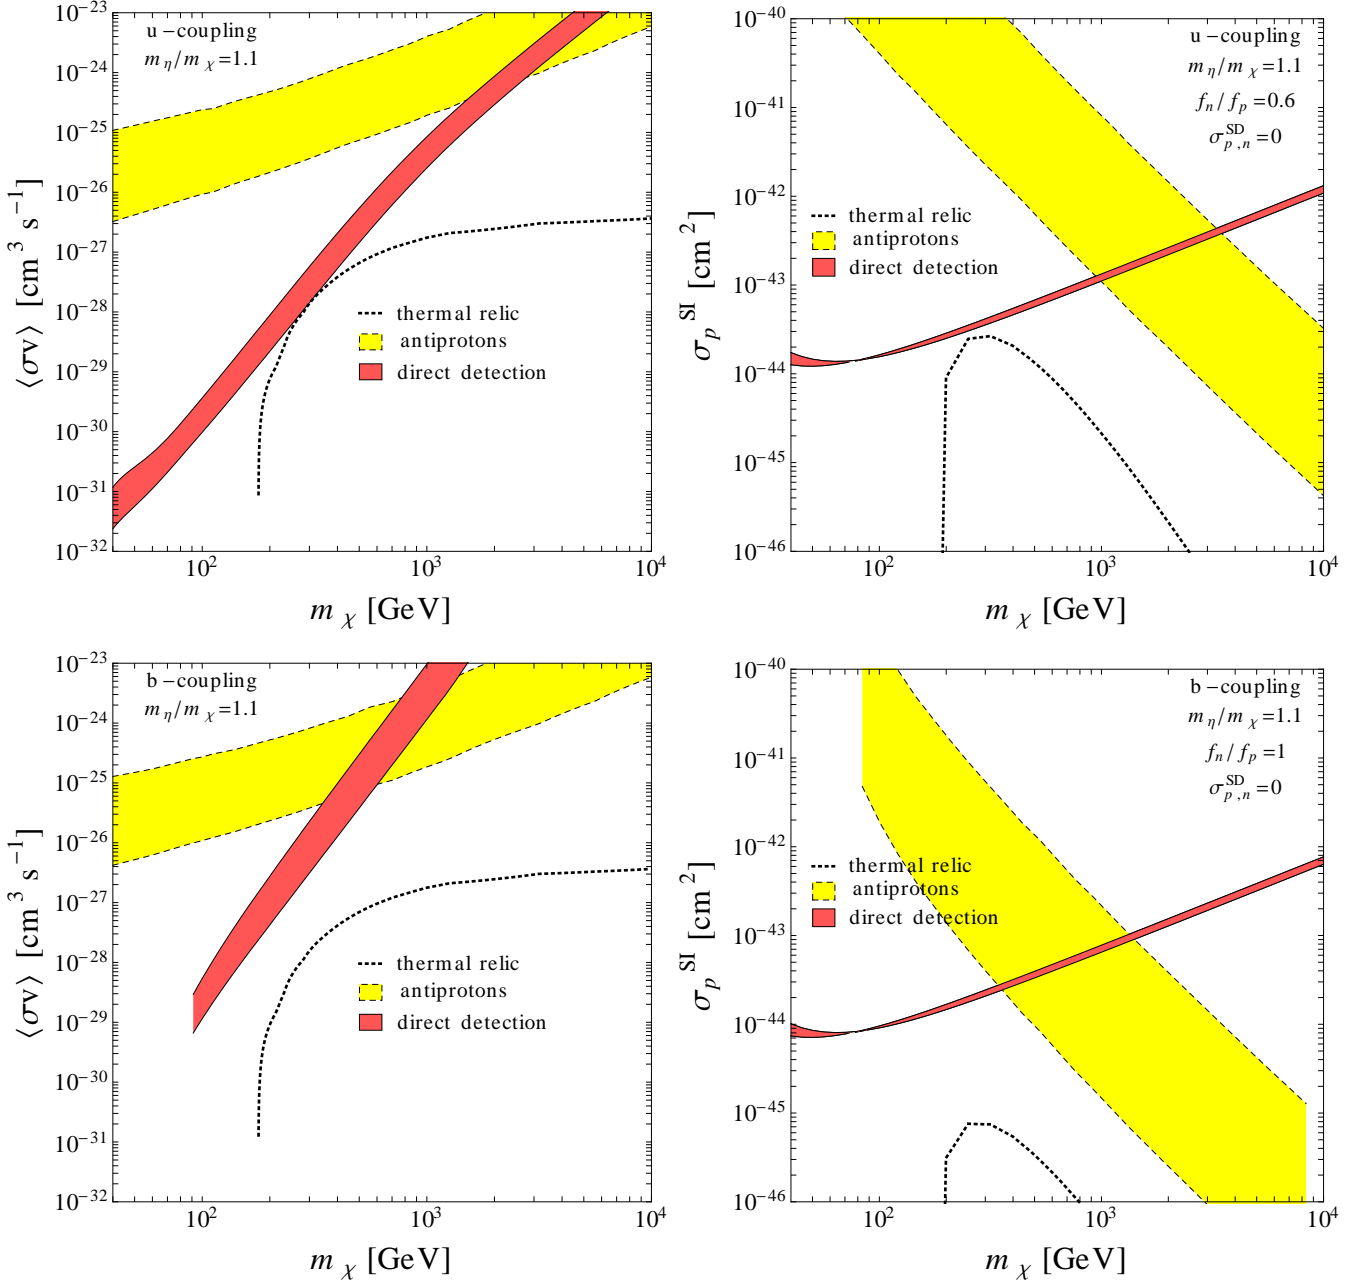 10⁻²³
10⁻²⁴
10⁻²⁵
10⁻²⁶
10⁻²⁷
10⁻²⁸
10⁻²⁹
10⁻³⁰
10⁻³¹
10⁻³²
⟨σv⟩ [cm³ s⁻¹]
u−coupling
m_η/m_χ=1.1
thermal relic
antiprotons
direct detection
10² 10³ 10⁴
m_χ [GeV]
10⁻⁴⁰
10⁻⁴¹
10⁻⁴²
10⁻⁴³
10⁻⁴⁴
10⁻⁴⁵
10⁻⁴⁶
σ_p^SI [cm²]
u−coupling
m_η/m_χ=1.1
f_n/f_p=0.6
σ_p,n^SD=0
thermal relic
antiprotons
direct detection
10² 10³ 10⁴
m_χ [GeV]
10⁻²³
10⁻²⁴
10⁻²⁵
10⁻²⁶
10⁻²⁷
10⁻²⁸
10⁻²⁹
10⁻³⁰
10⁻³¹
10⁻³²
⟨σv⟩ [cm³ s⁻¹]
b−coupling
m_η/m_χ=1.1
thermal relic
antiprotons
direct detection
10² 10³ 10⁴
m_χ [GeV]
10⁻⁴⁰
10⁻⁴¹
10⁻⁴²
10⁻⁴³
10⁻⁴⁴
10⁻⁴⁵
10⁻⁴⁶
σ_p^SI [cm²]
b−coupling
m_η/m_χ=1.1
f_n/f_p=1
σ_p,n^SD=0
thermal relic
antiprotons
direct detection
10² 10³ 10⁴
m_χ [GeV]